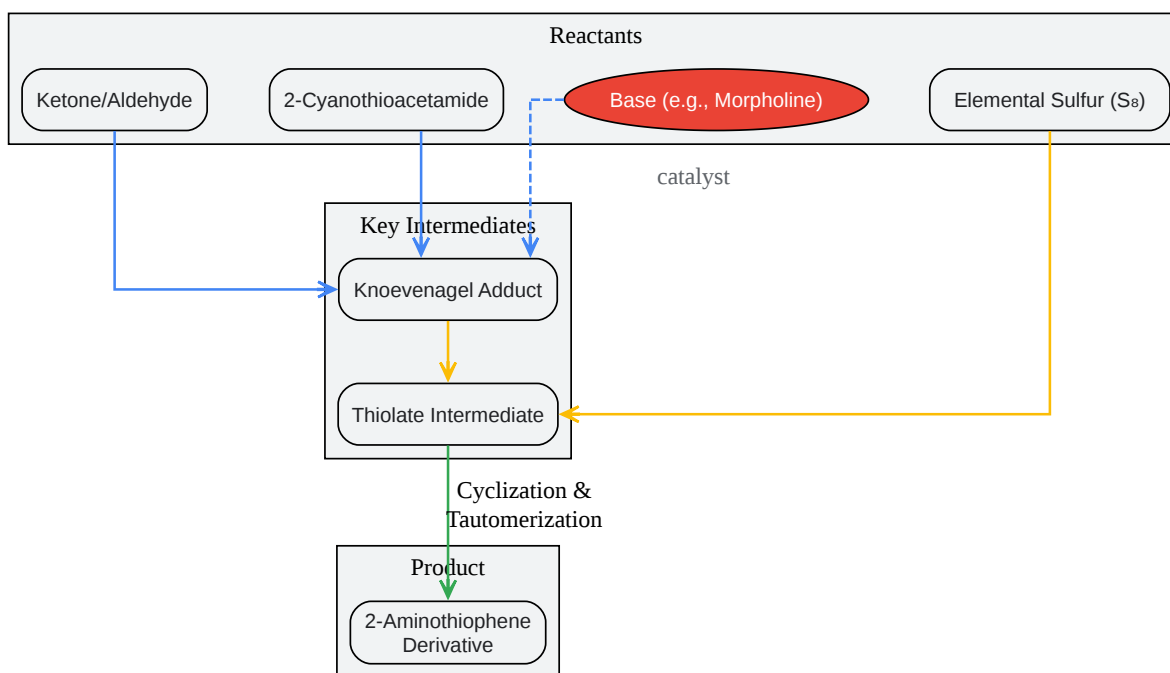 Reactants
Ketone/Aldehyde
2-Cyanothioacetamide
Base (e.g., Morpholine)
Elemental Sulfur (S₈)
catalyst
Key Intermediates
Knoevenagel Adduct
Thiolate Intermediate
Cyclization &
Tautomerization
Product
2-Aminothiophene
Derivative